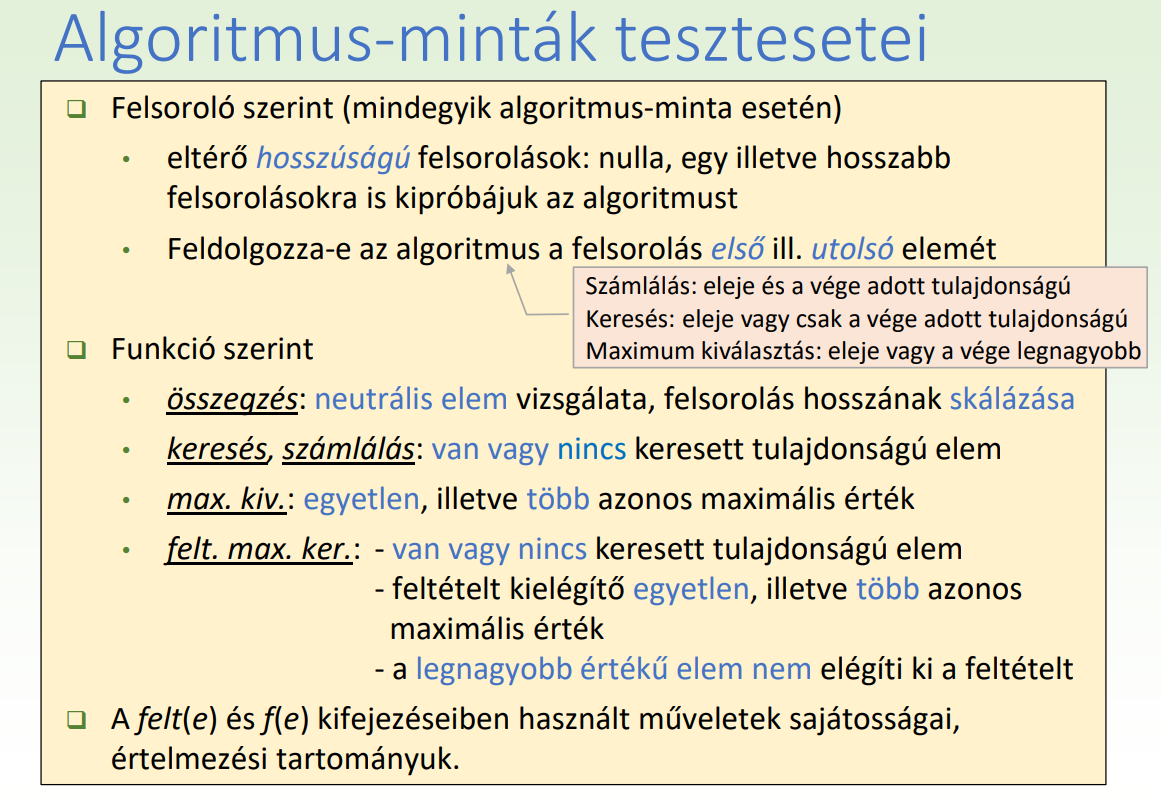 Algoritmus-minták tesztesetei
Felsoroló szerint (mindegyik algoritmus-minta esetén)
eltérő hosszúságú felsorolások: nulla, egy illetve hosszabb
felsorolásokra is kipróbájuk az algoritmust
Feldolgozza-e az algoritmus a felsorolás első ill. utolsó elemét
Számlálás: eleje és a vége adott tulajdonságú
Keresés: eleje vagy csak a vége adott tulajdonságú
Maximum kiválasztás: eleje vagy a vége legnagyobb
Funkció szerint
összegzés: neutrális elem vizsgálata, felsorolás hosszának skálázása
keresés, számlálás: van vagy nincs keresett tulajdonságú elem
max. kiv.: egyetlen, illetve több azonos maximális érték
felt. max. ker.: - van vagy nincs keresett tulajdonságú elem
- feltételt kielégítő egyetlen, illetve több azonos
maximális érték
- a legnagyobb értékű elem nem elégíti ki a feltételt
A felt(e) és f(e) kifejezéseiben használt műveletek sajátosságai,
értelmezési tartományuk.